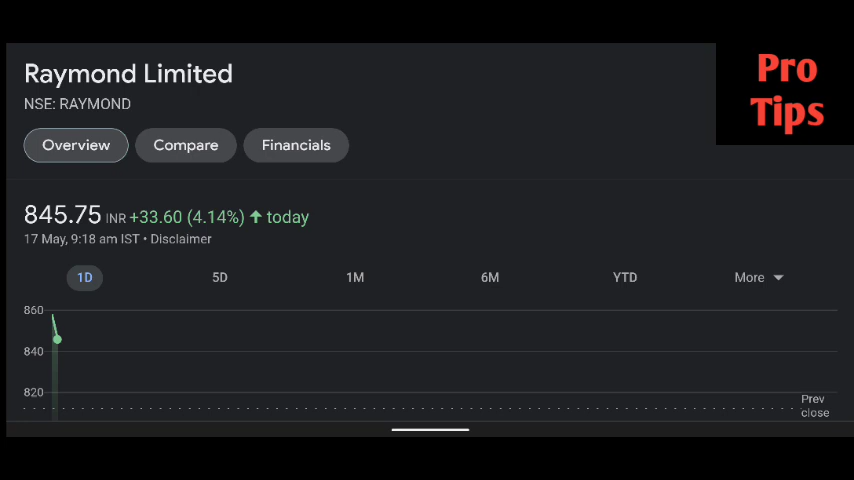 Raymond Limited
NSE: RAYMOND
Pro
Tips
Overview Compare Financials
845.75 INR +33.60 (4.14%) ↑ today
17 May, 9:18 am IST • Disclaimer
1D 5D 1M 6M YTD More
860
840
820
Prev
close